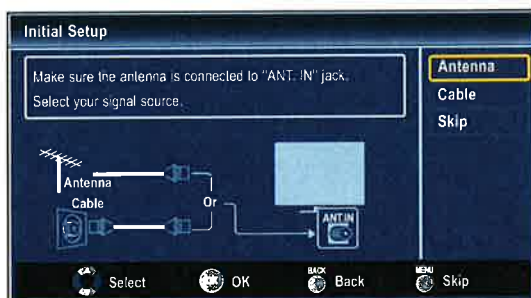 Initial Setup
Make sure the antenna is connected to "ANT. IN" jack.
Select your signal source.
Antenna
Cable
Skip
Antenna
Cable
Or
ANT.IN
Select
OK
BACK
Back
MENU
Skip